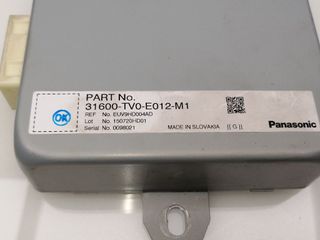 OK
PART No.
31600-TV0-E012-M1
REF No. EUV9HD004AD
Lot No. 150720HD01
Serial No. 0098021
MADE IN SLOVAKIA [[ G ]]
Panasonic